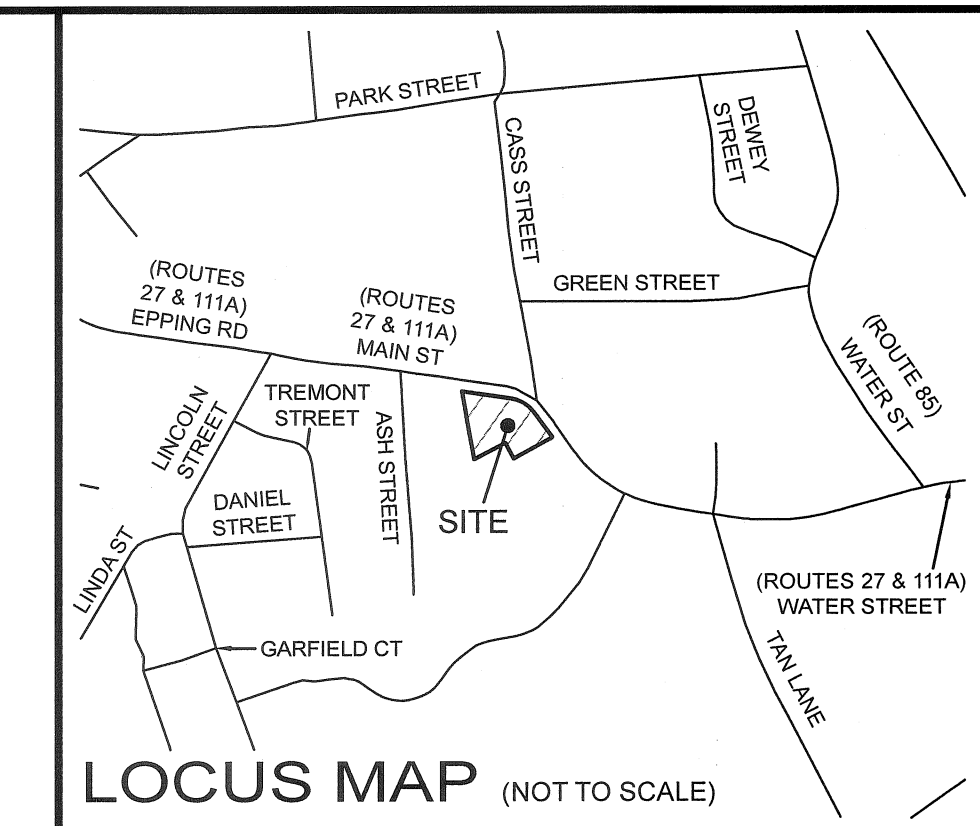 PARK STREET
DEWEY
STREET
CASS STREET
GREEN STREET
(ROUTES
27 & 111A)
EPPING RD
(ROUTES
27 & 111A)
MAIN ST
(ROUTE 85)
WATER ST
LINCOLN
STREET
TREMONT
STREET
ASH STREET
DANIEL
STREET
SITE
LINDA ST
(ROUTES 27 & 111A)
WATER STREET
GARFIELD CT
TAN LANE
LOCUS MAP (NOT TO SCALE)